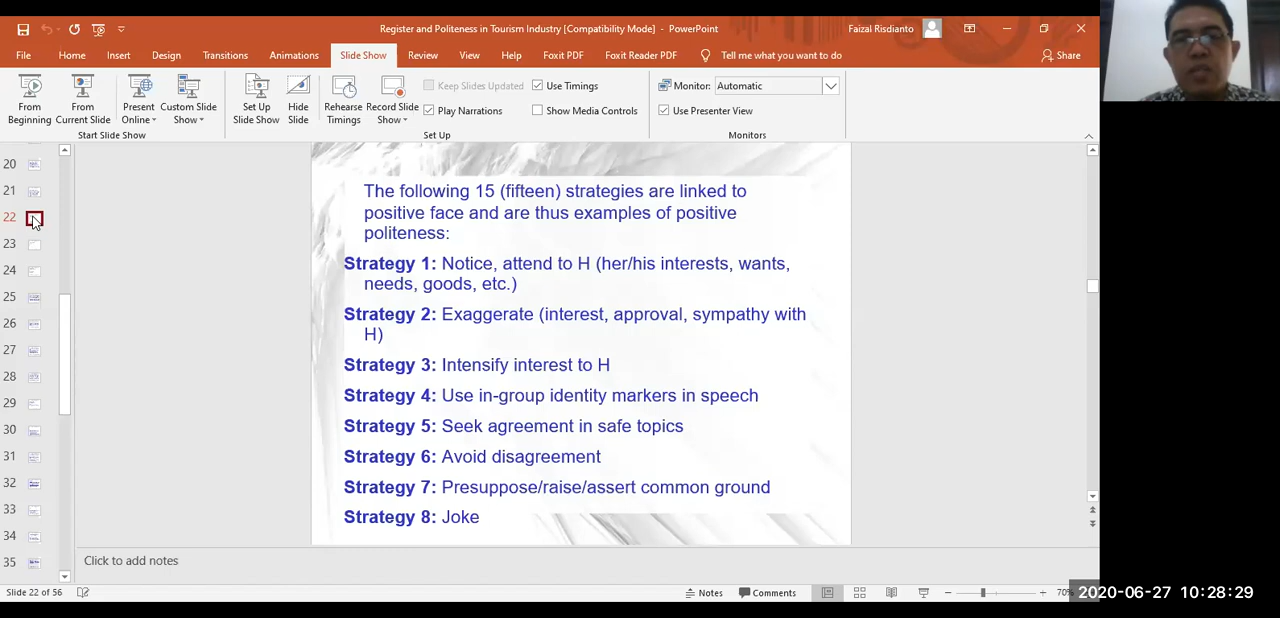 Register and Politeness in Tourism Industry [Compatibility Mode] - PowerPoint
Faizal Risdianto
File Home Insert Design Transitions Animations Slide Show Review View Help Foxit PDF Foxit Reader PDF Tell me what you want to do Share
From Beginning
From Current Slide
Present Online
Custom Slide Show
Start Slide Show
Set Up Slide Show
Hide Slide
Rehearse Timings
Record Slide Show
Keep Slides Updated
Play Narrations
Use Timings
Show Media Controls
Set Up
Monitor: Automatic
Use Presenter View
Monitors
20
21
22
23
24
25
26
27
28
29
30
31
32
33
34
35
The following 15 (fifteen) strategies are linked to
positive face and are thus examples of positive
politeness:
Strategy 1: Notice, attend to H (her/his interests, wants,
needs, goods, etc.)
Strategy 2: Exaggerate (interest, approval, sympathy with
H)
Strategy 3: Intensify interest to H
Strategy 4: Use in-group identity markers in speech
Strategy 5: Seek agreement in safe topics
Strategy 6: Avoid disagreement
Strategy 7: Presuppose/raise/assert common ground
Strategy 8: Joke
Click to add notes
Slide 22 of 56
Notes Comments
70%
2020-06-27 10:28:29